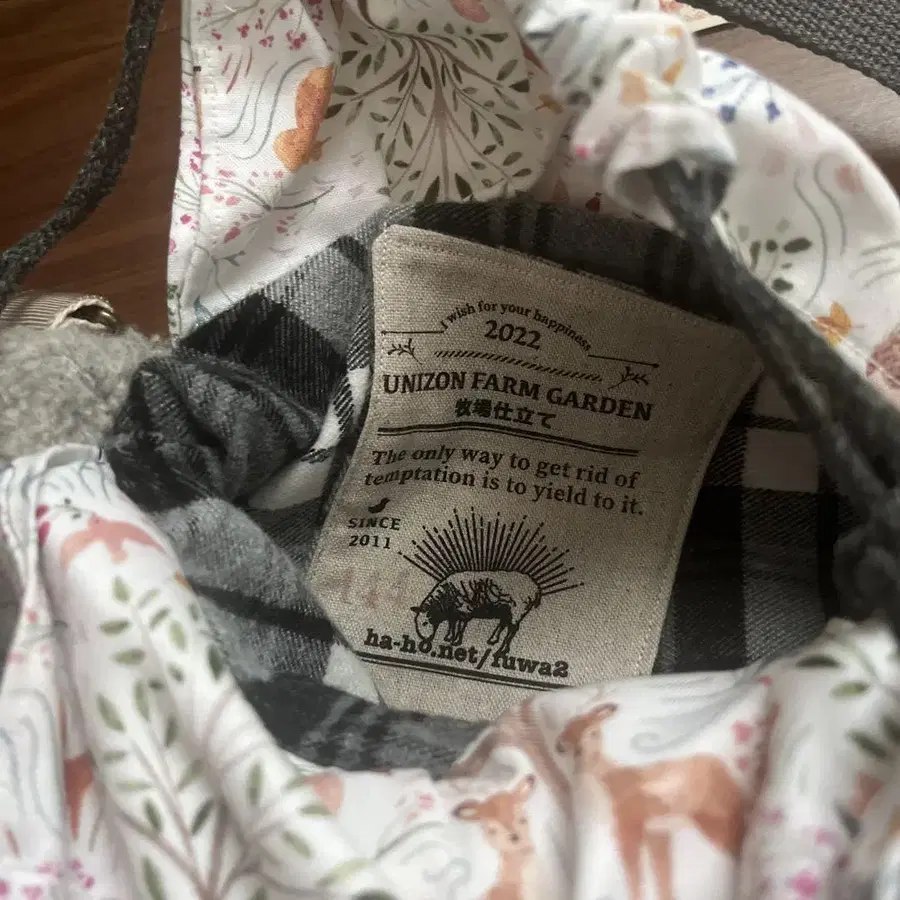 I wish for your happiness
2022
UNIZON FARM GARDEN
牧場仕立て
The only way to get rid of
temptation is to yield to it.
SINCE
2011
144
ha-ho.net/fuwa2